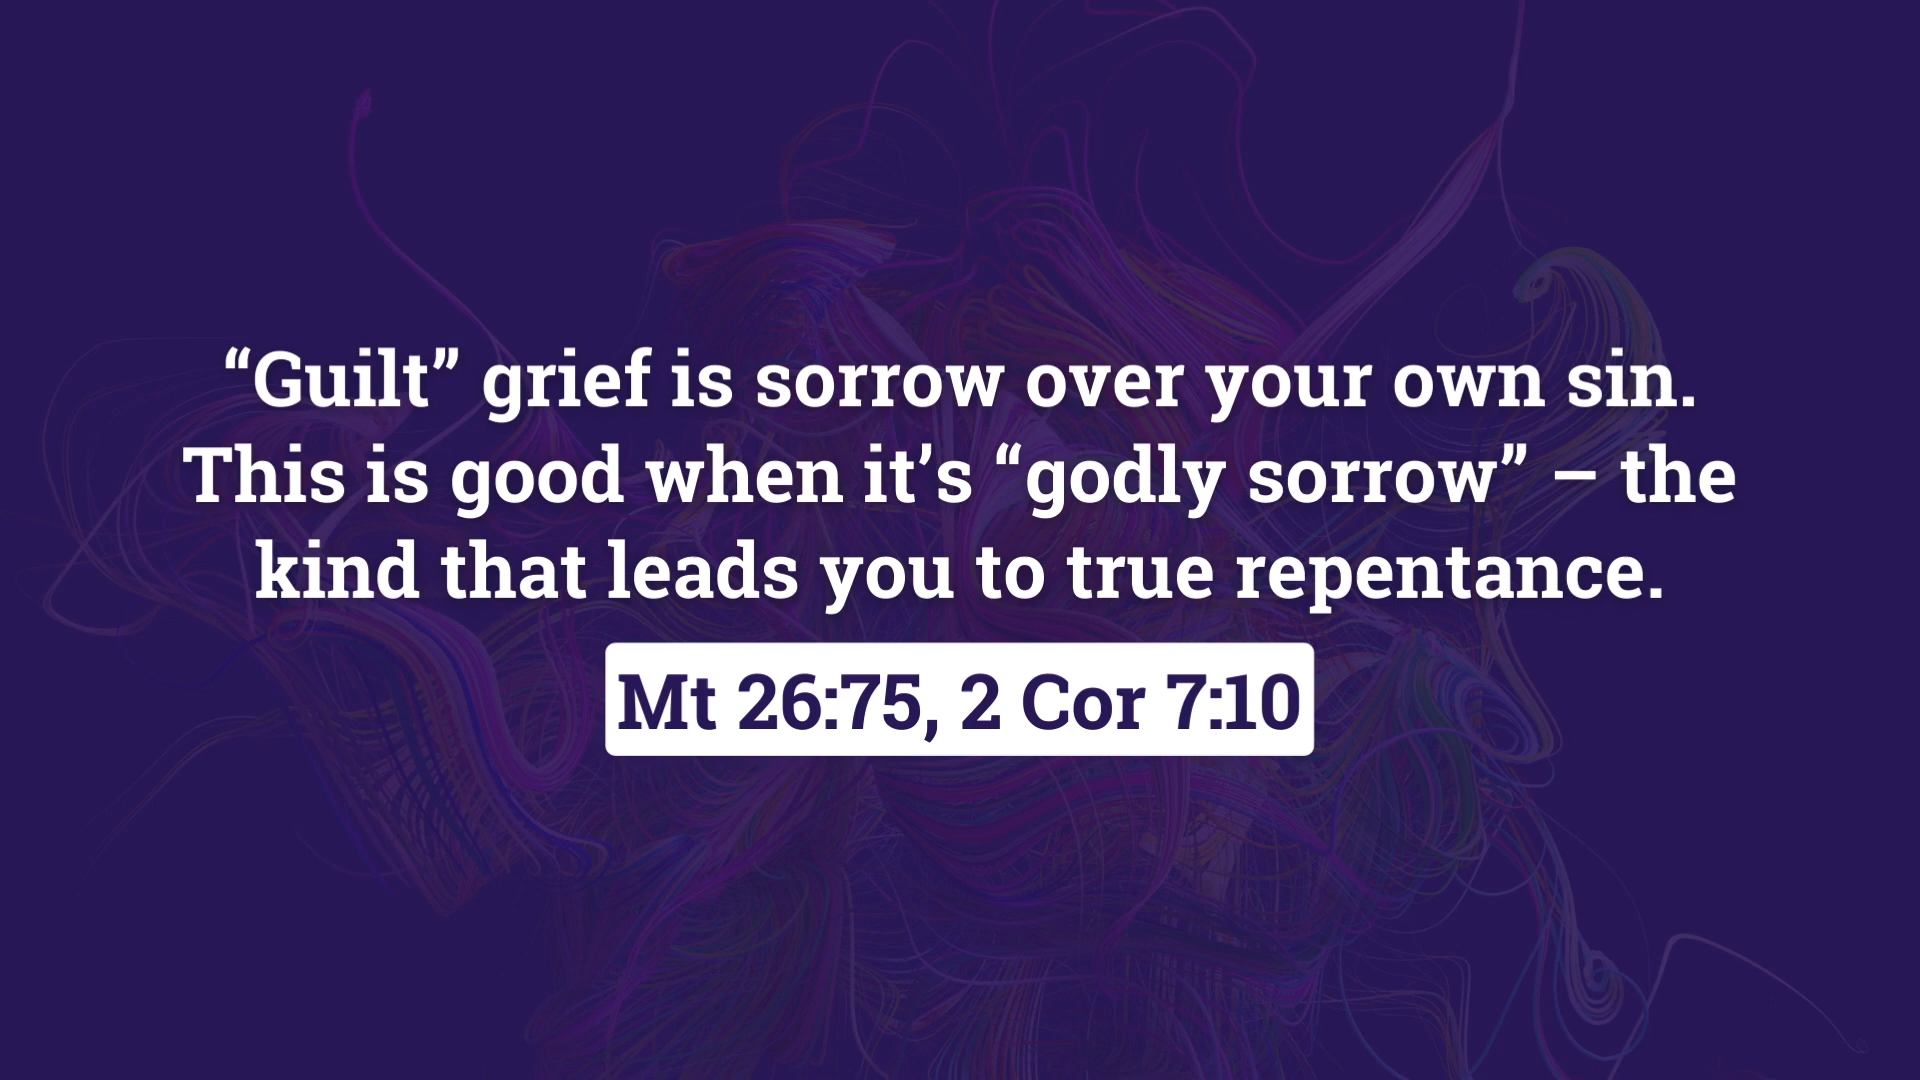 “Guilt” grief is sorrow over your own sin.
This is good when it’s “godly sorrow” – the
kind that leads you to true repentance.
Mt 26:75, 2 Cor 7:10